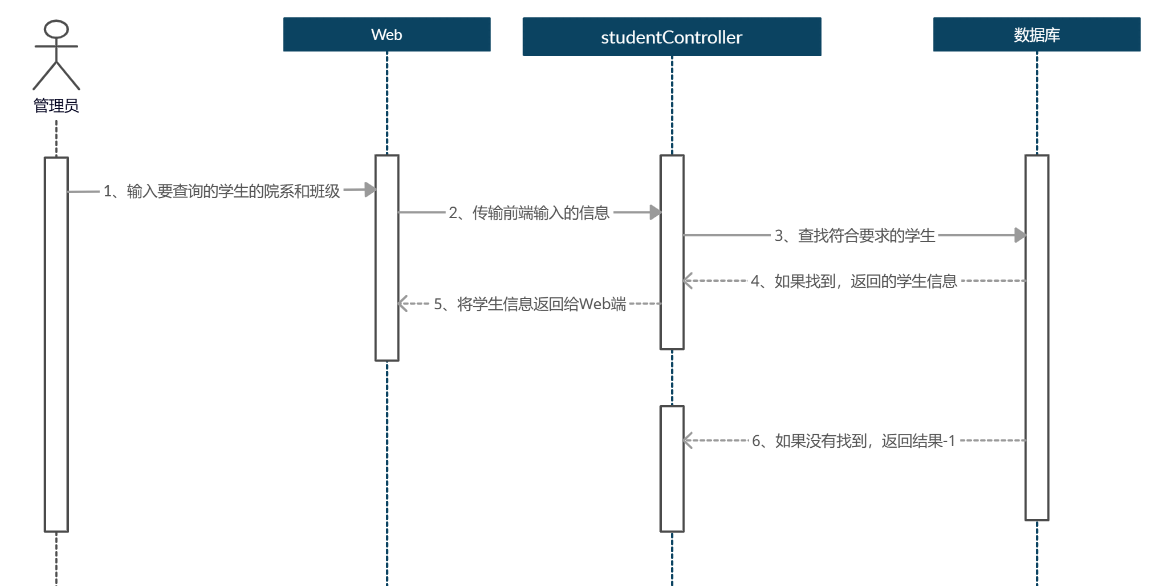 Web
studentController
数据库
管理员
1、输入要查询的学生的院系和班级
2、传输前端输入的信息
3、查找符合要求的学生
4、如果找到，返回的学生信息
5、将学生信息返回给Web端
6、如果没有找到，返回结果-1